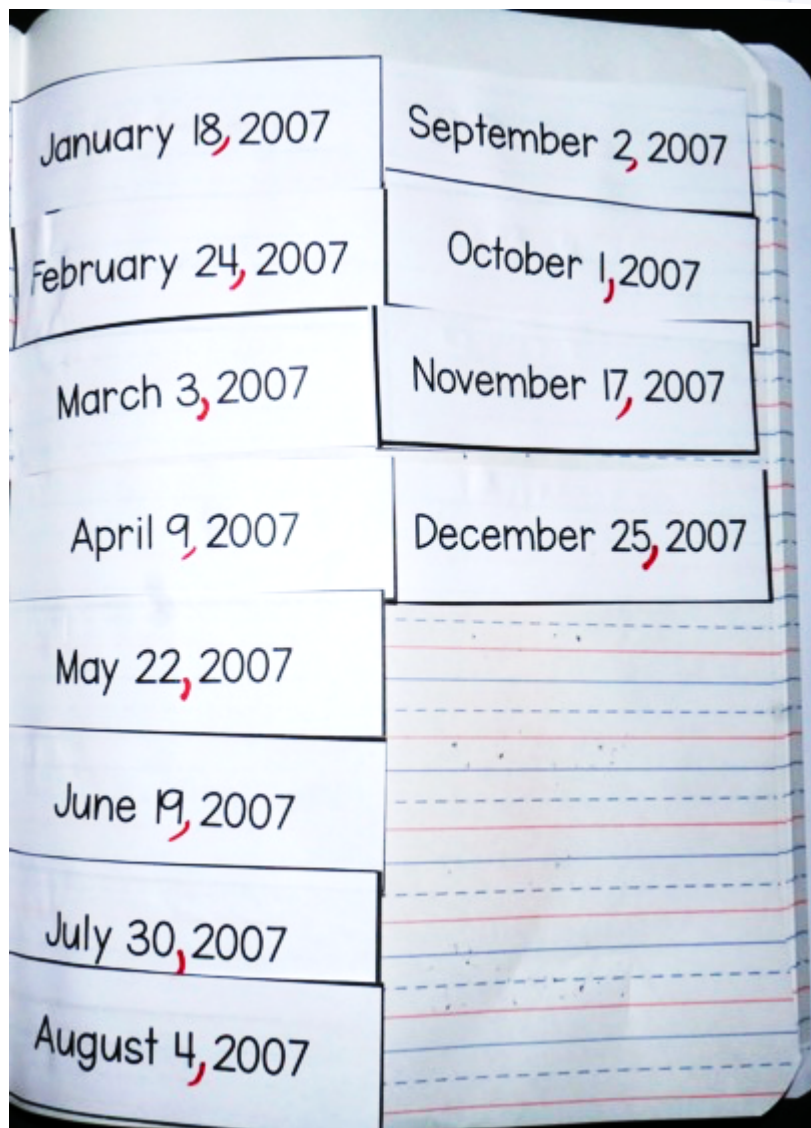 January 18, 2007
February 24, 2007
March 3, 2007
April 9, 2007
May 22, 2007
June 19, 2007
July 30, 2007
August 4, 2007
September 2, 2007
October 1, 2007
November 17, 2007
December 25, 2007